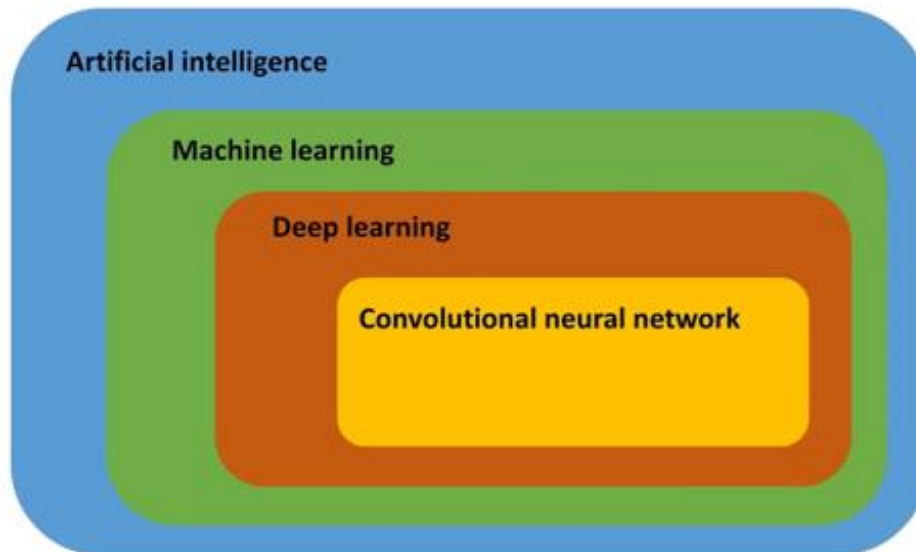 Artificial intelligence
Machine learning
Deep learning
Convolutional neural network